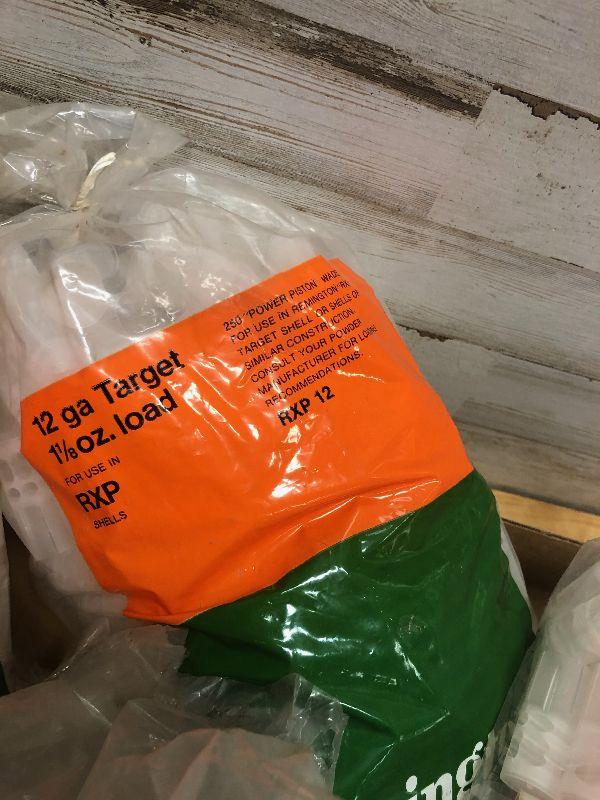 12 ga Target
1⅛ oz. load
FOR USE IN
RXP
SHELLS
250 "POWER PISTON" WADS
FOR USE IN REMINGTON "RXP"
TARGET SHELL OR SHELLS OF
SIMILAR CONSTRUCTION.
CONSULT YOUR POWDER
MANUFACTURER FOR LOADING
RECOMMENDATIONS.
RXP 12
ing